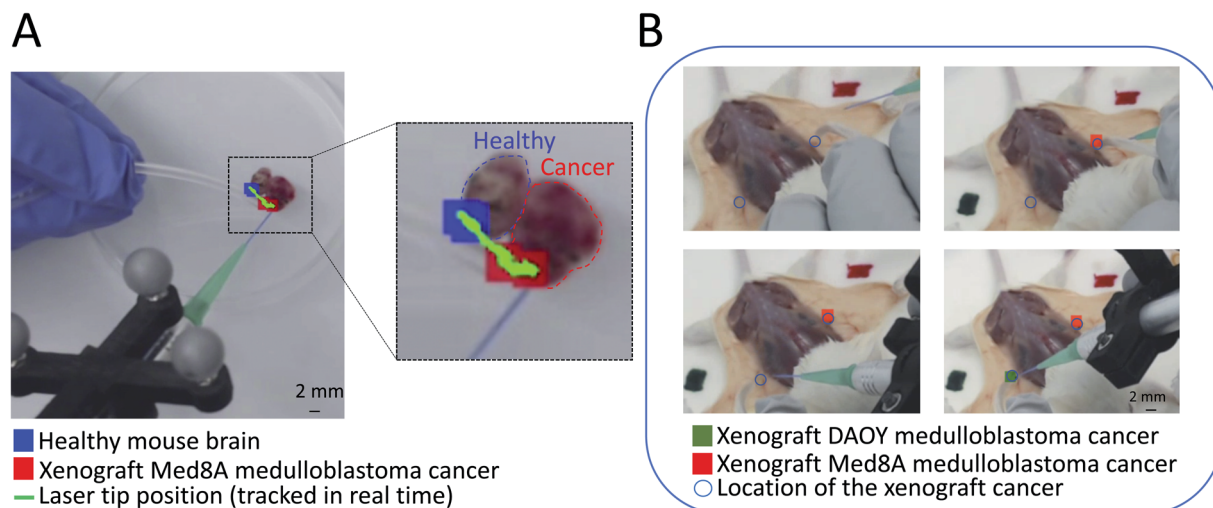 A
Healthy
Cancer
2 mm
Healthy mouse brain
Xenograft Med8A medulloblastoma cancer
Laser tip position (tracked in real time)
B
2 mm
Xenograft DAOY medulloblastoma cancer
Xenograft Med8A medulloblastoma cancer
Location of the xenograft cancer